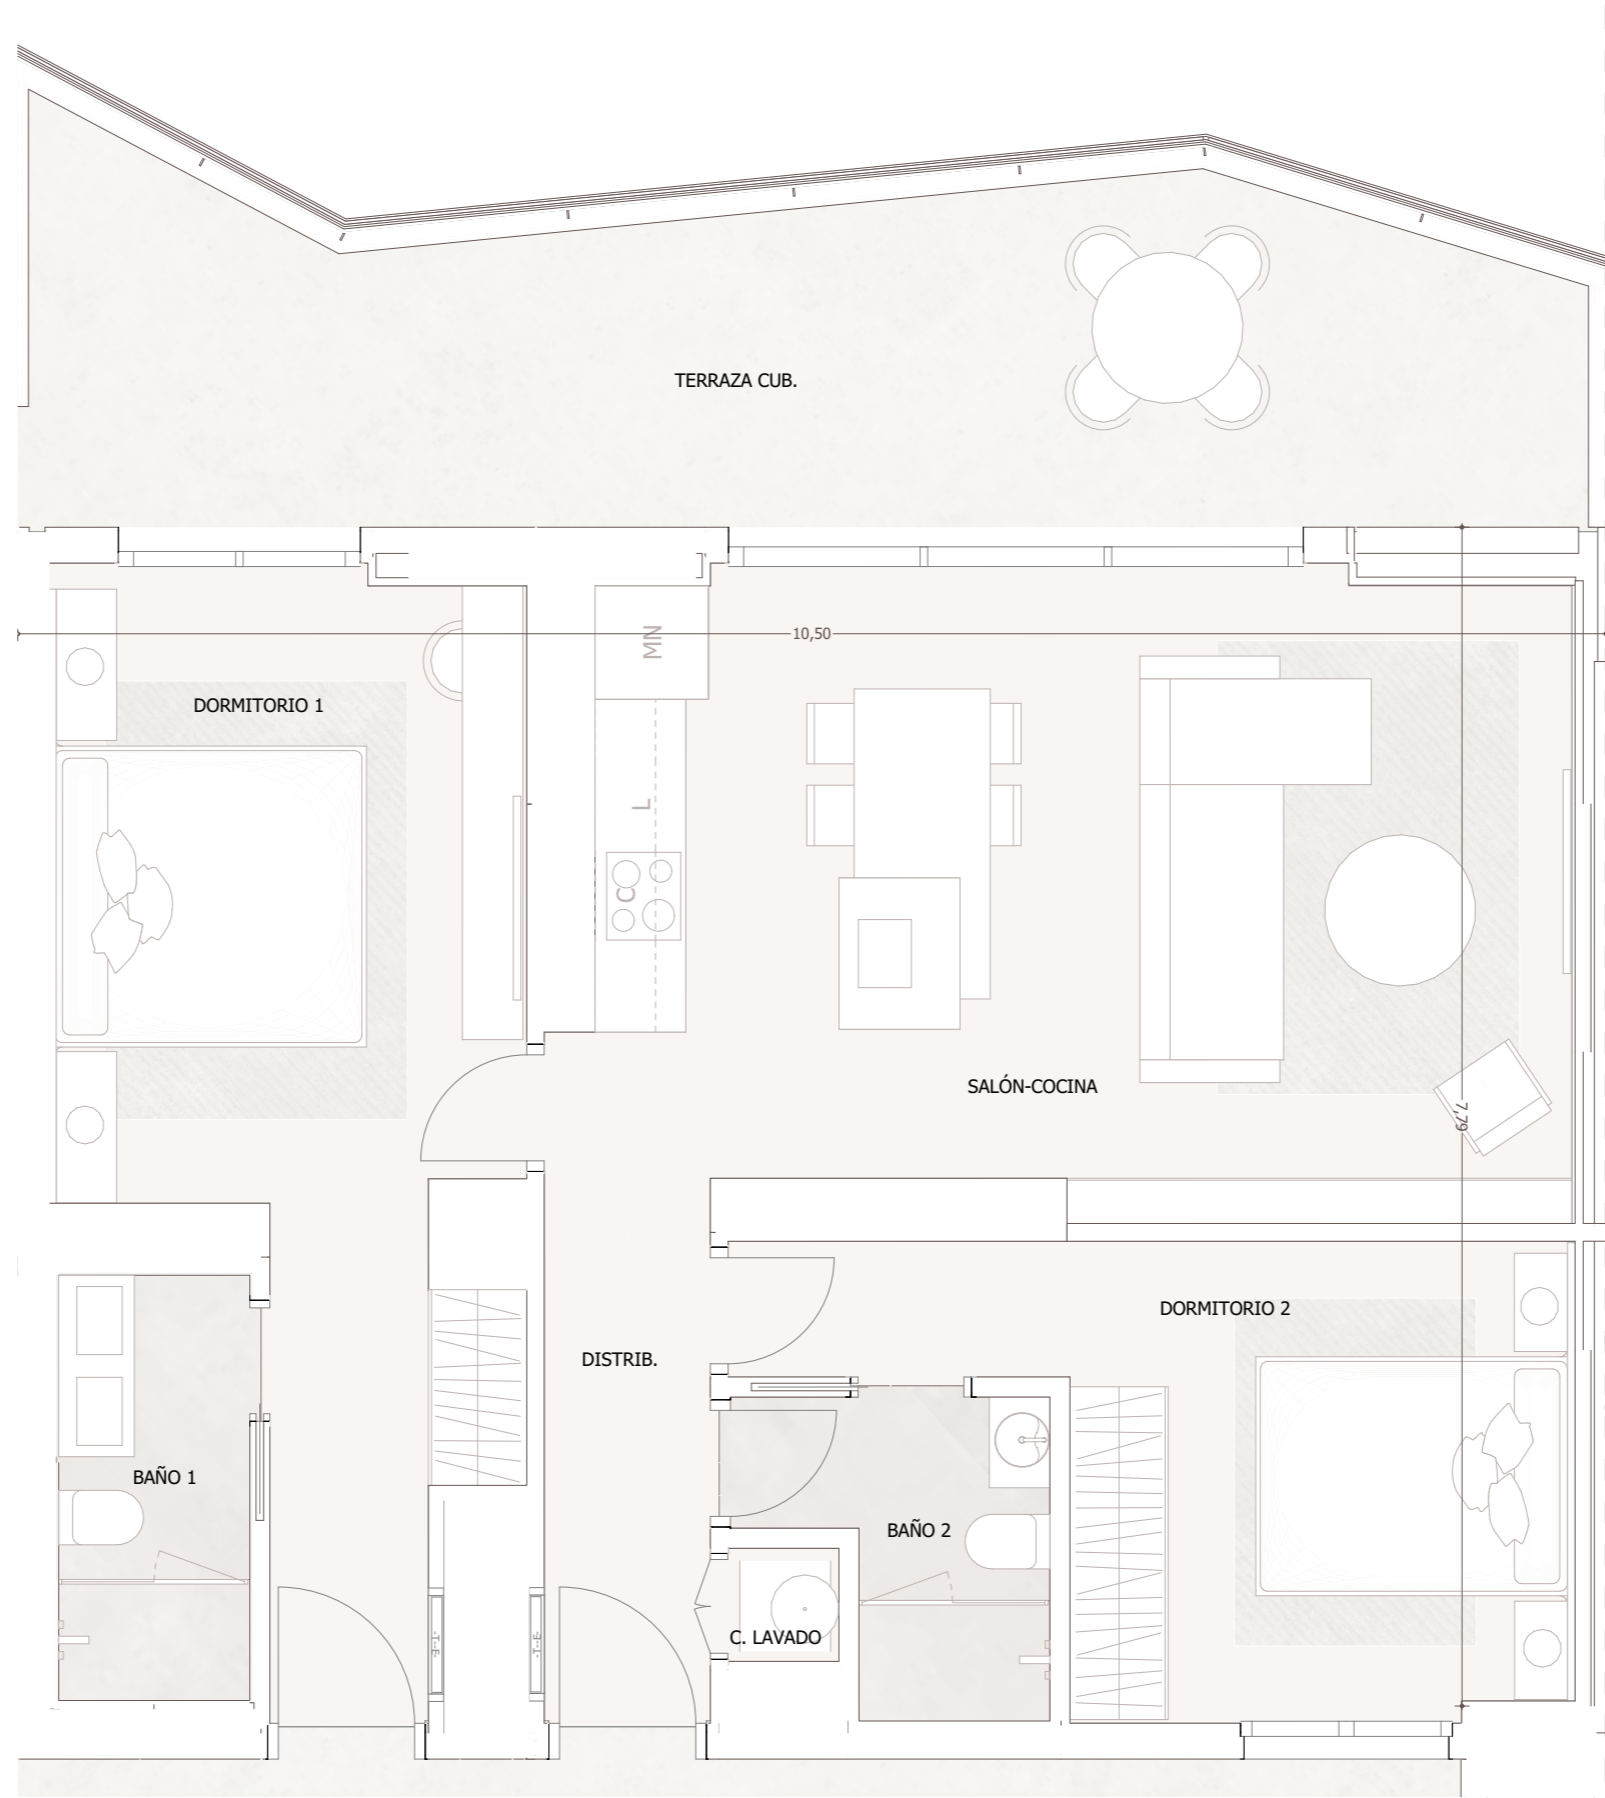 TERRAZA CUB.
10,50
MN
DORMITORIO 1
L
C
SALÓN-COCINA
7,79
DORMITORIO 2
DISTRIB.
BAÑO 1
BAÑO 2
C. LAVADO